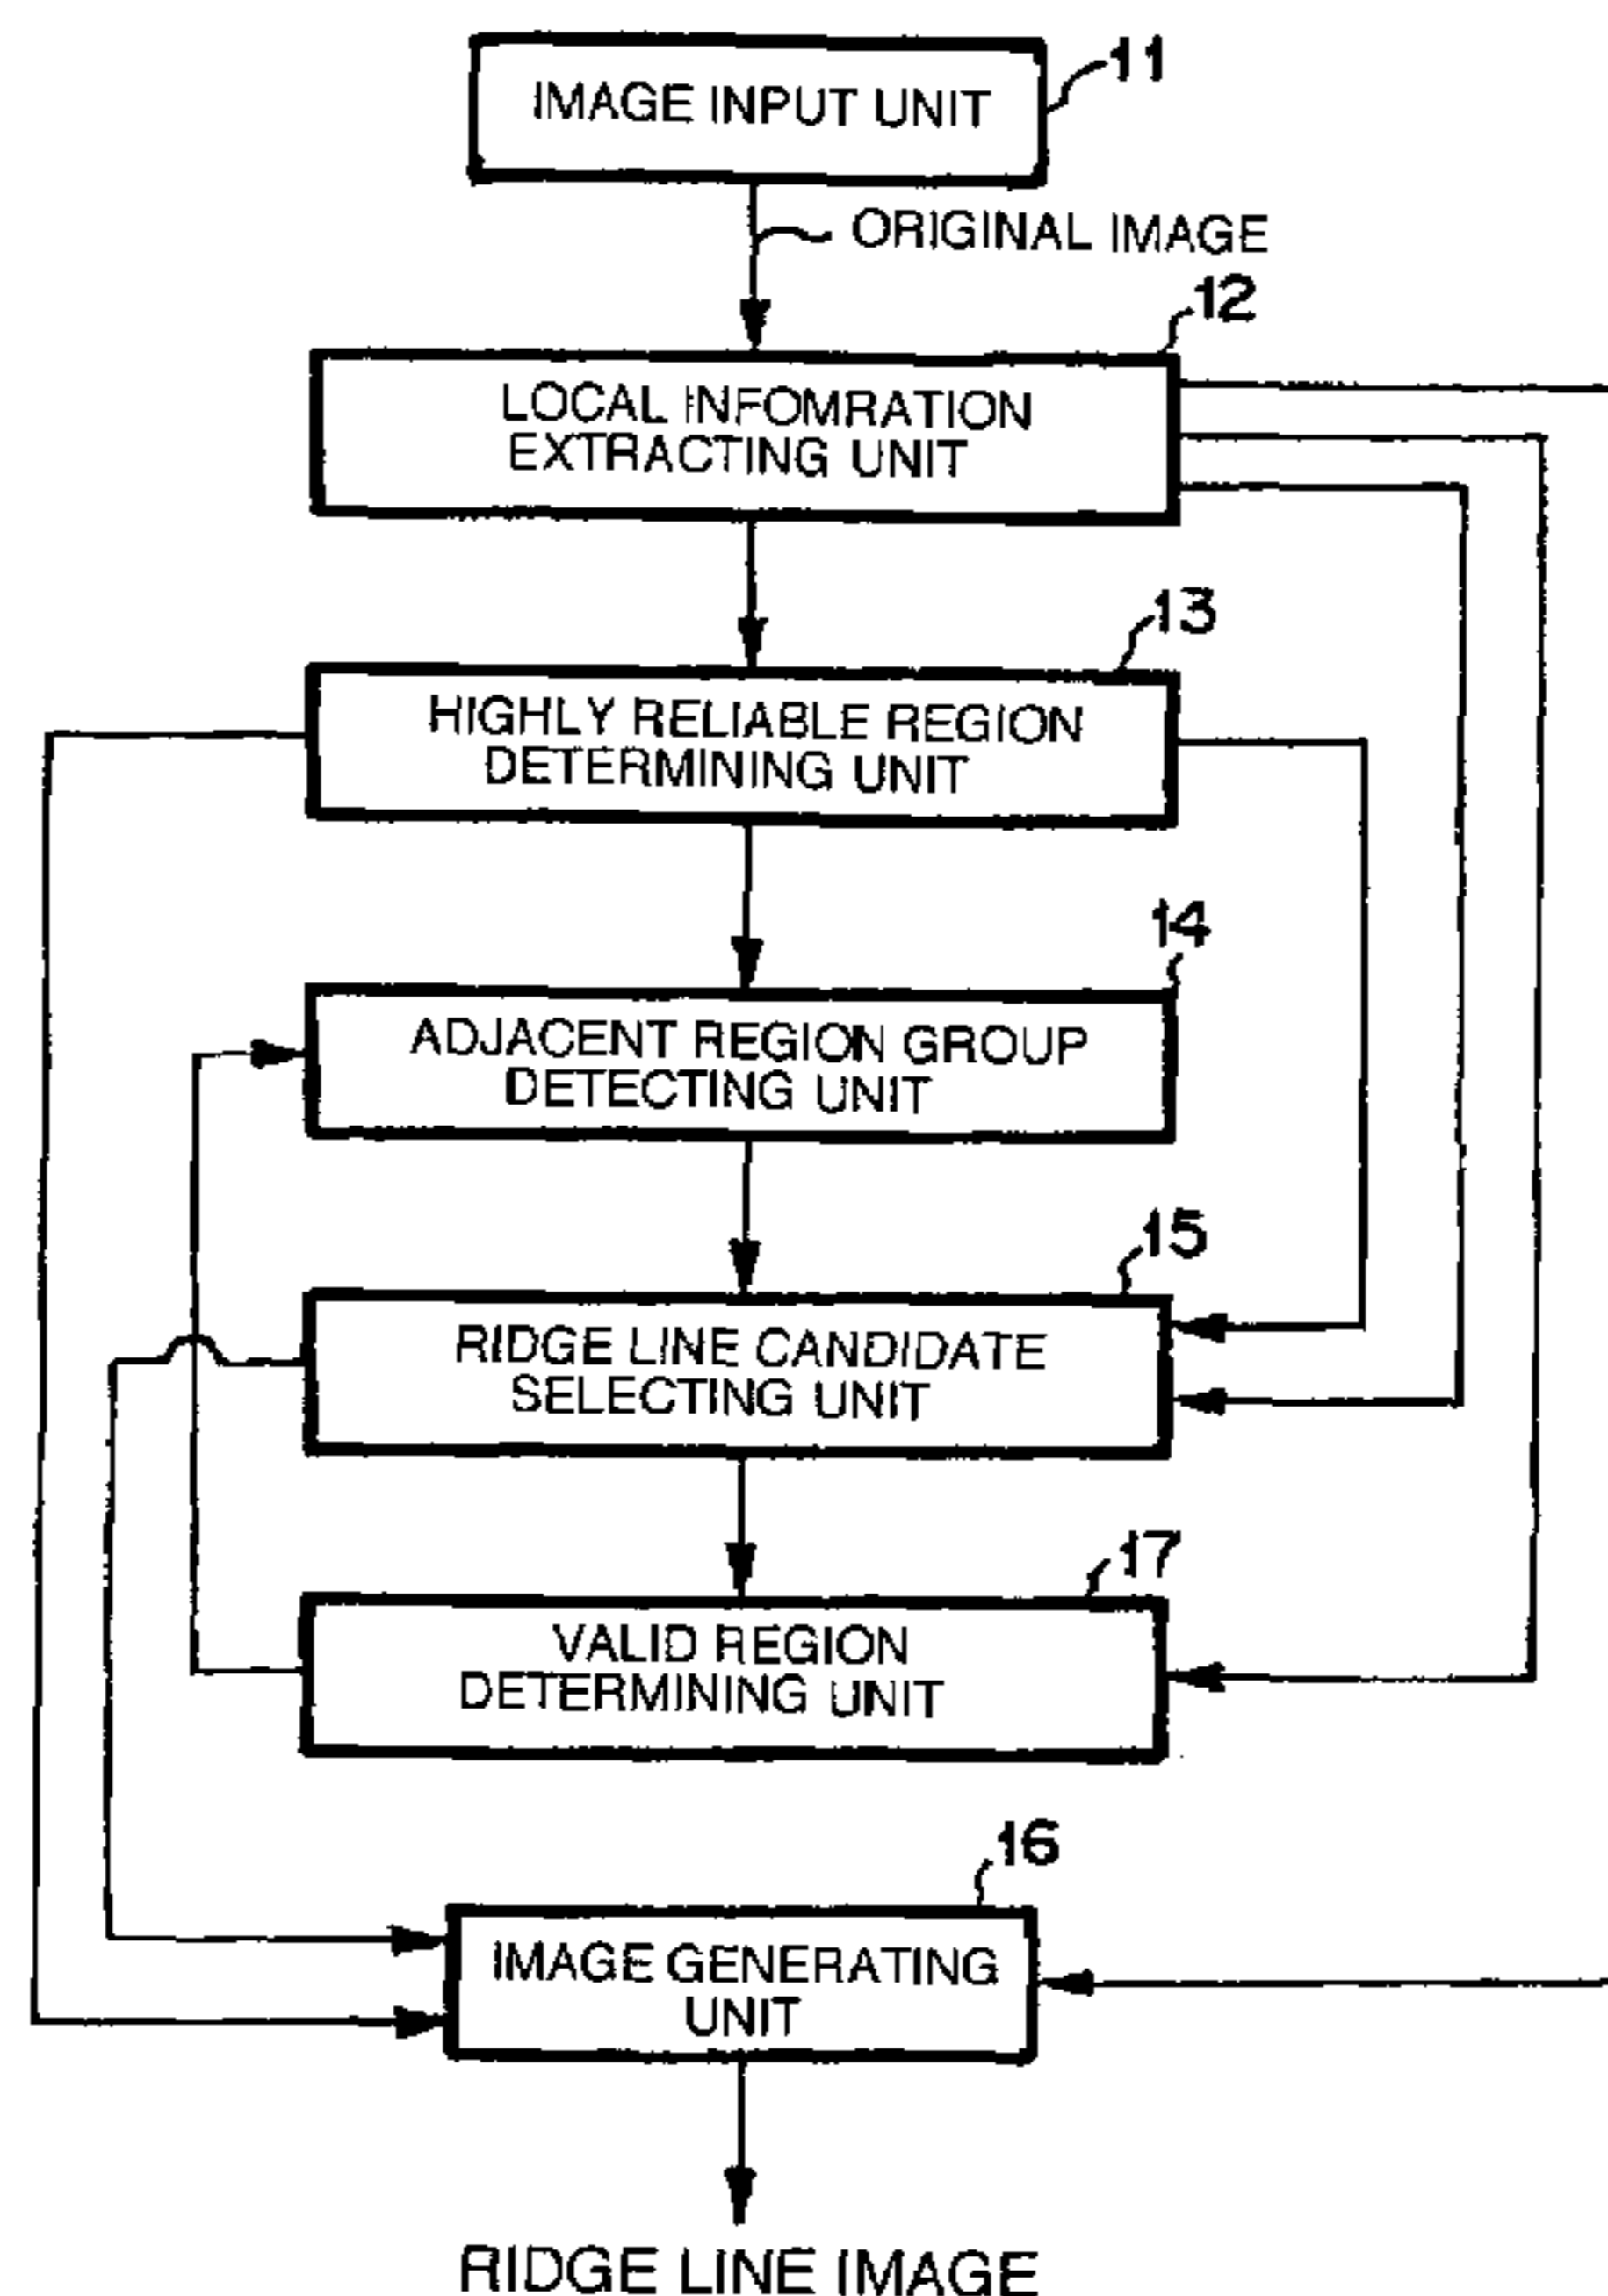 11
IMAGE INPUT UNIT
ORIGINAL IMAGE
12
LOCAL INFOMRATION
EXTRACTING UNIT
13
HIGHLY RELIABLE REGION
DETERMINING UNIT
14
ADJACENT REGION GROUP
DETECTING UNIT
15
RIDGE LINE CANDIDATE
SELECTING UNIT
17
VALID REGION
DETERMINING UNIT
16
IMAGE GENERATING
UNIT
RIDGE LINE IMAGE